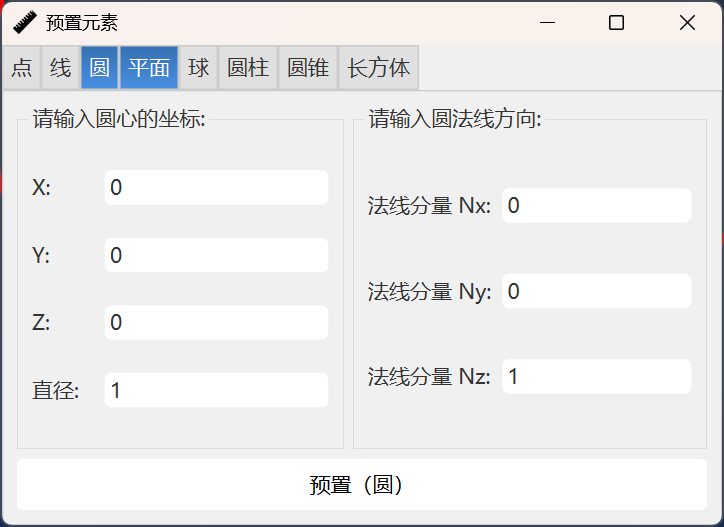 预置元素
点 线 圆 平面 球 圆柱 圆锥 长方体
请输入圆心的坐标:
X: 0
Y: 0
Z: 0
直径: 1
请输入圆法线方向:
法线分量 Nx: 0
法线分量 Ny: 0
法线分量 Nz: 1
预置（圆）